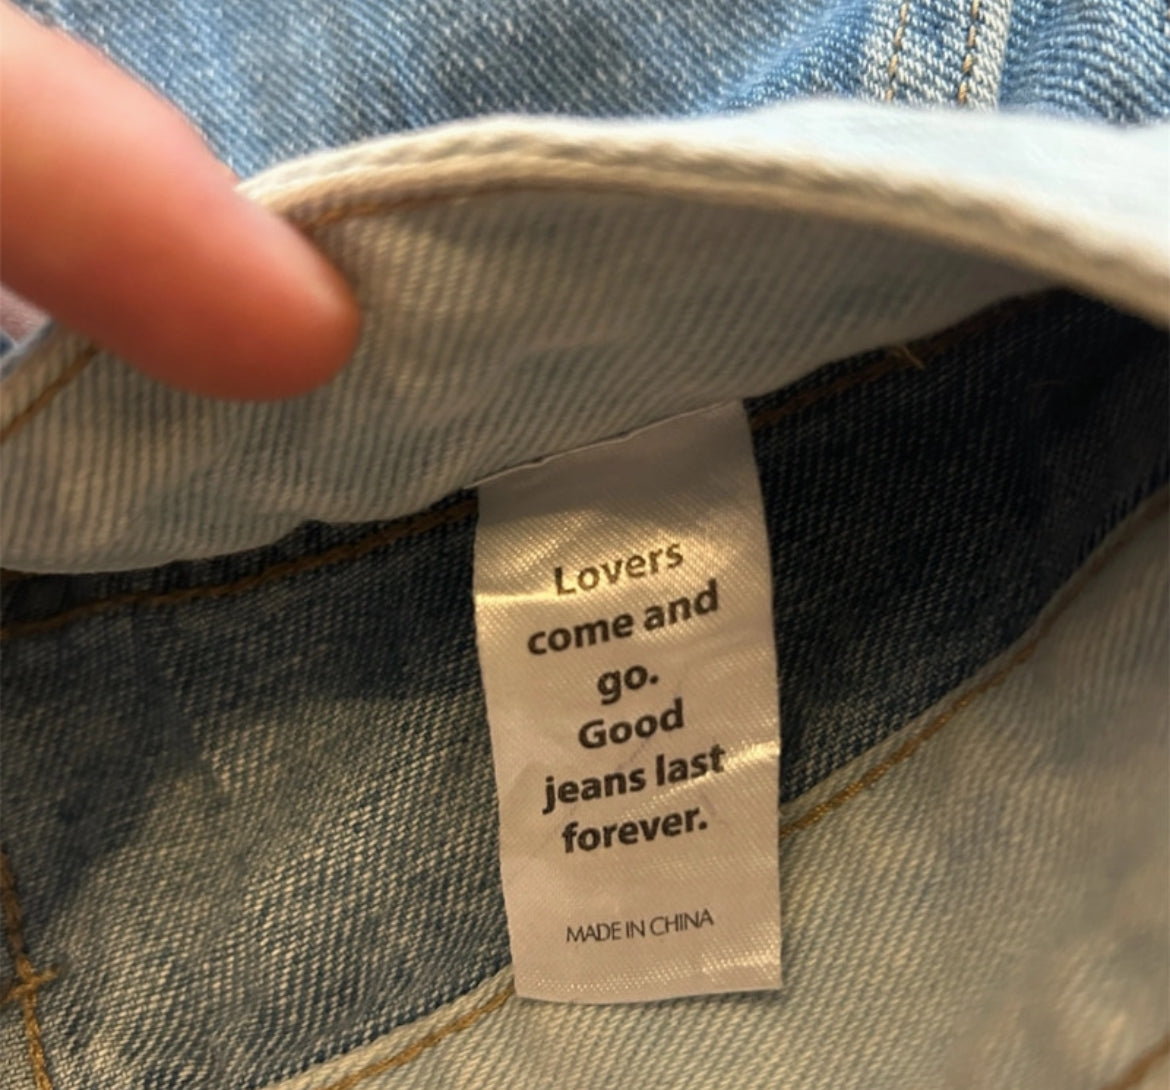 Lovers
come and
go.
Good
jeans last
forever.
MADE IN CHINA